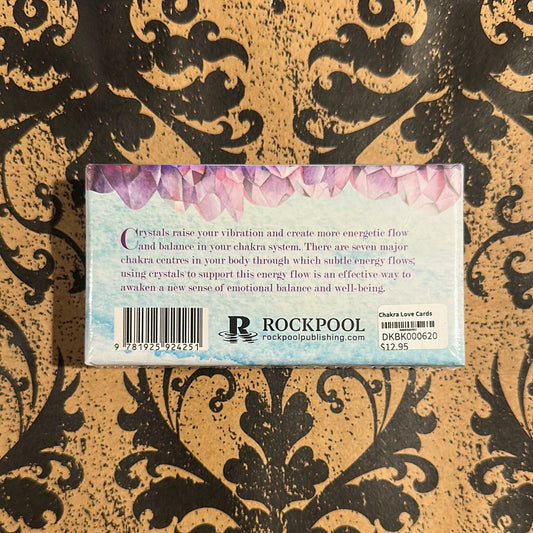 Crystals raise your vibration and create more energetic flow
and balance in your chakra system. There are seven major
chakra centres in your body through which subtle energy flows;
using crystals to support this energy flow is an effective way to
awaken a new sense of emotional balance and well-being.
9 781925 924251
R ROCKPOOL
rockpoolpublishing.com
Chakra Love Cards
DKBK000620
$12.95